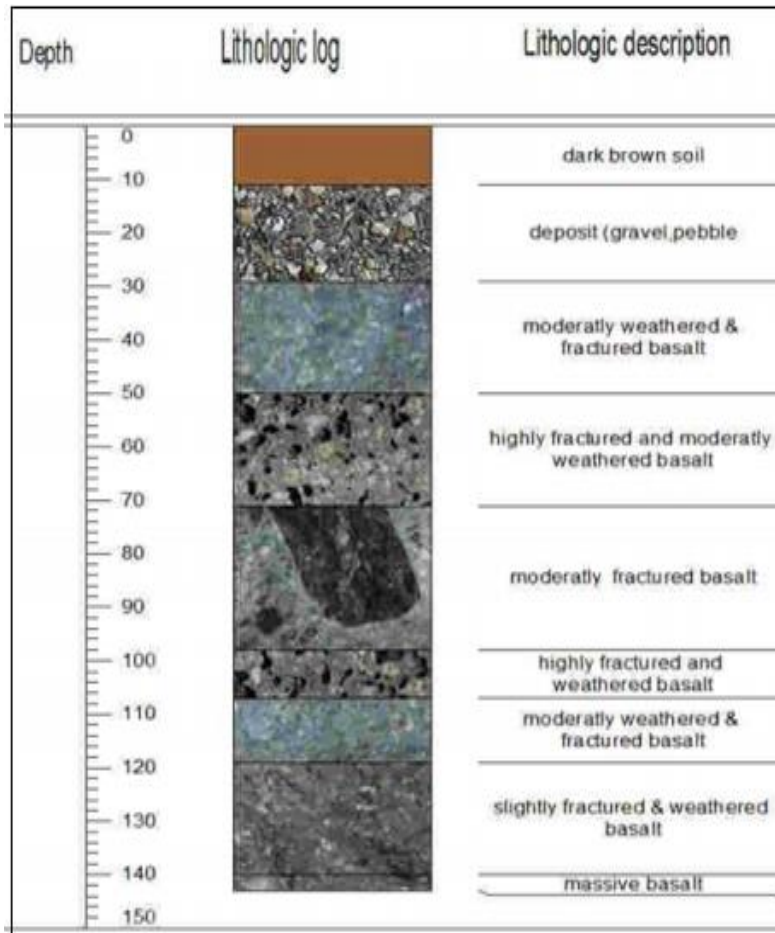 Depth
Lithologic log
Lithologic description
0
dark brown soil
10
20
deposit (gravel,pebble
30
40
moderatly weathered &
fractured basalt
50
60
highly fractured and moderatly
weathered basalt
70
80
moderatly fractured basalt
90
100
highly fractured and
weathered basalt
110
moderatly weathered &
fractured basalt
120
130
slightly fractured & weathered
basalt
140
massive basalt
150